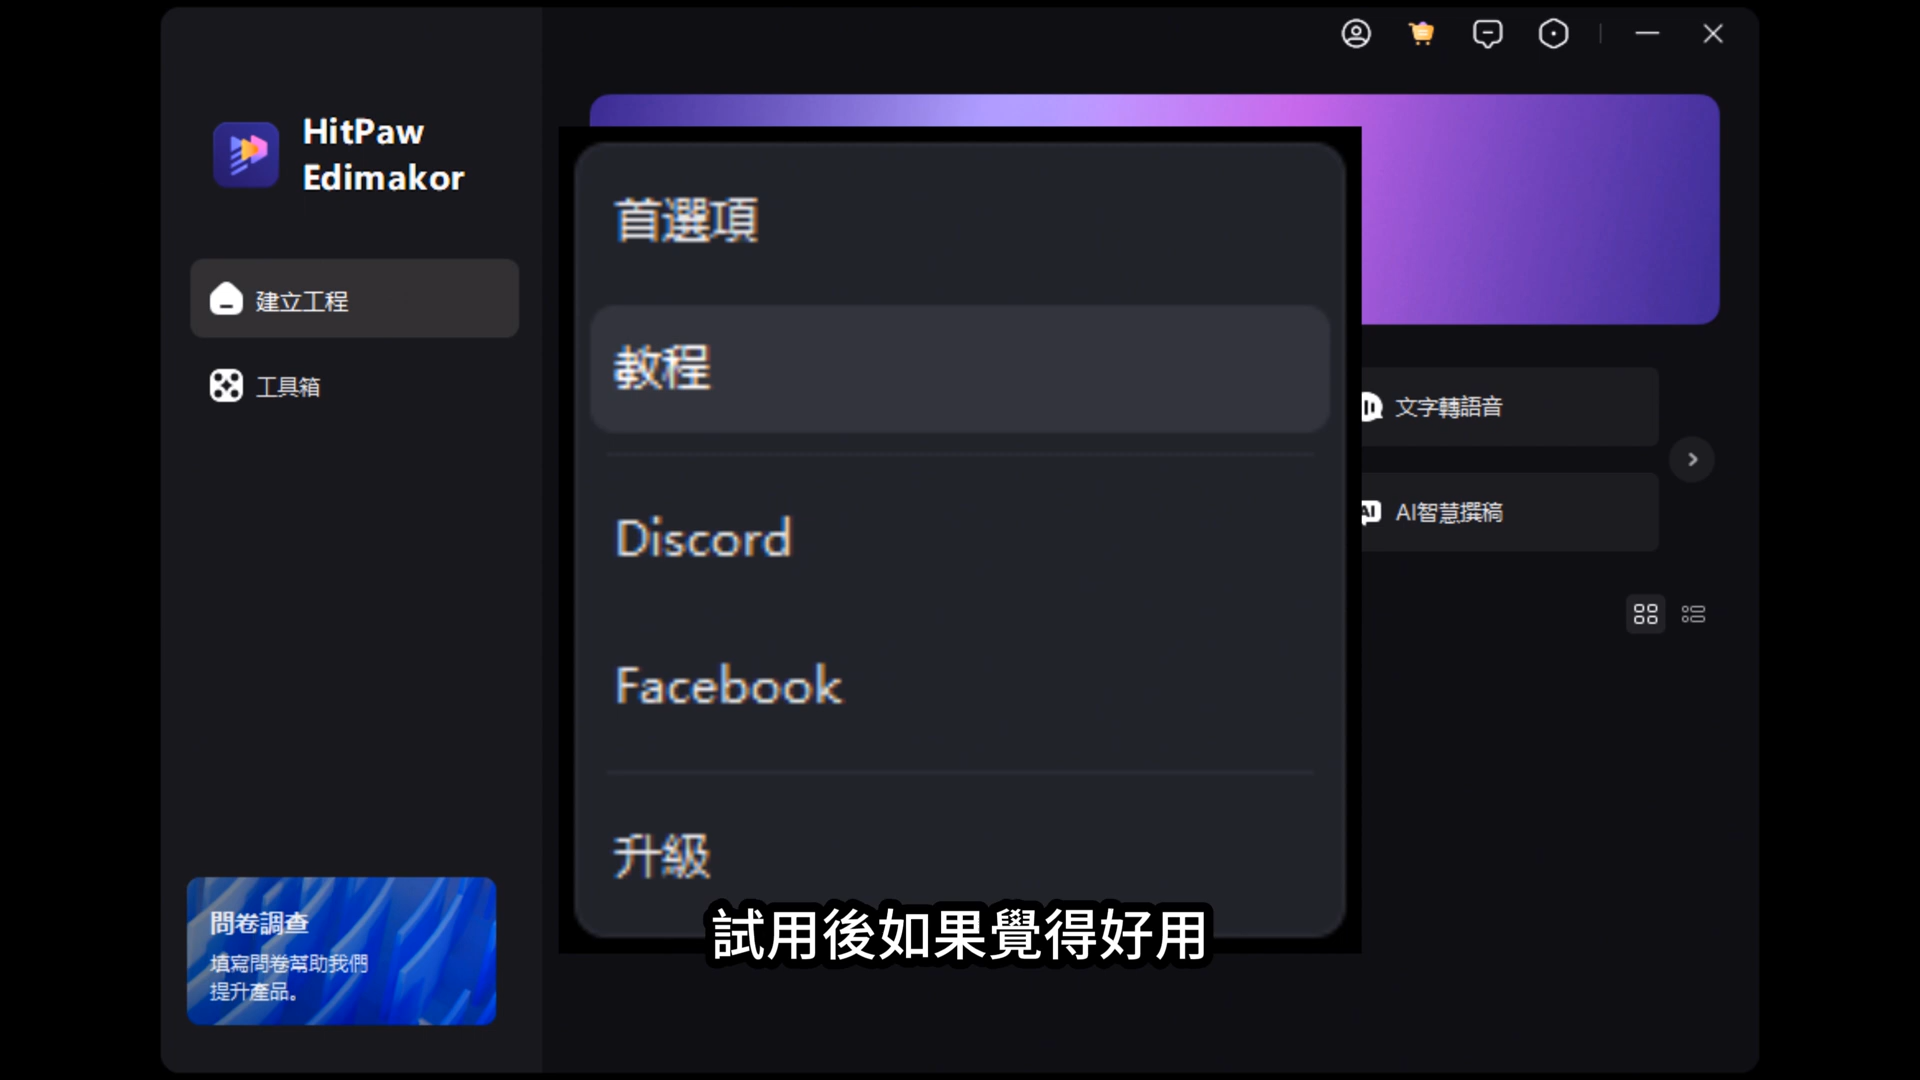 HitPaw
Edimakor
建立工程
工具箱
首選項
教程
Discord
Facebook
升級
文字轉語音
AI智慧撰稿
問卷調查
填寫問卷幫助我們
提升產品。
試用後如果覺得好用